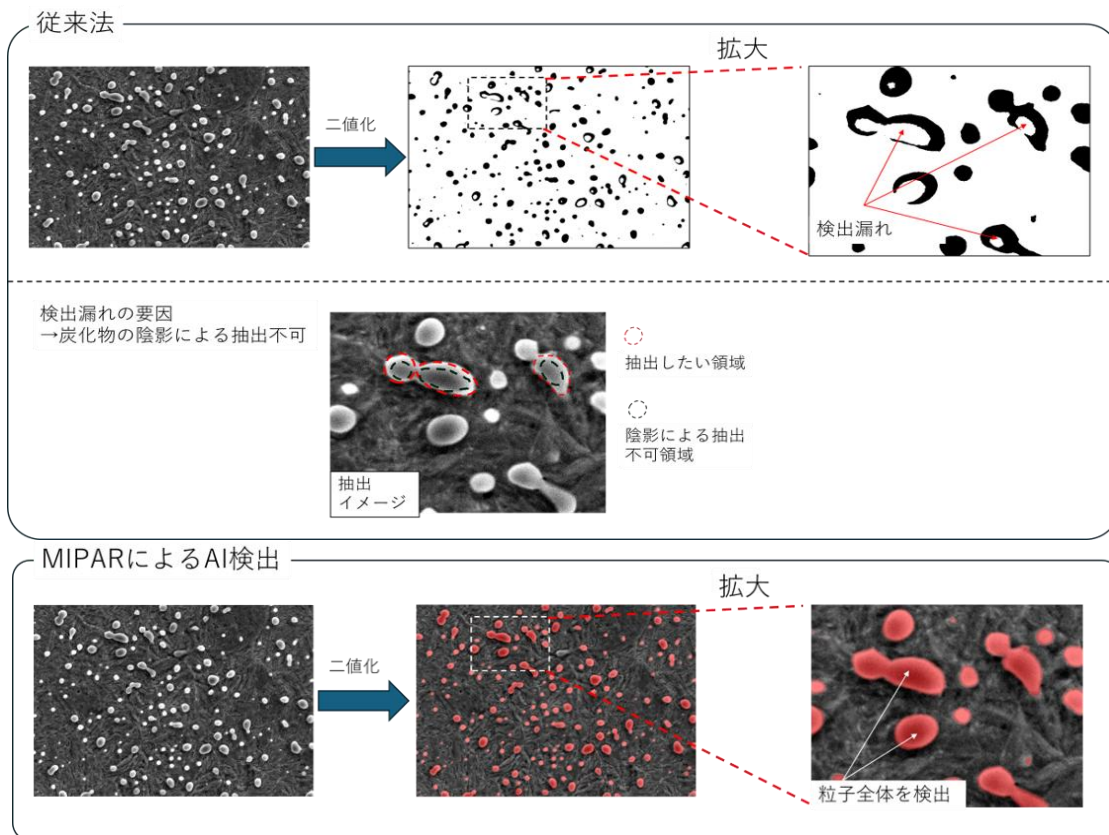 従来法
拡大
二値化
検出漏れ
検出漏れの要因
→炭化物の陰影による抽出不可
抽出したい領域
陰影による抽出
不可領域
抽出
イメージ
MIPARによるAI検出
拡大
二値化
粒子全体を検出